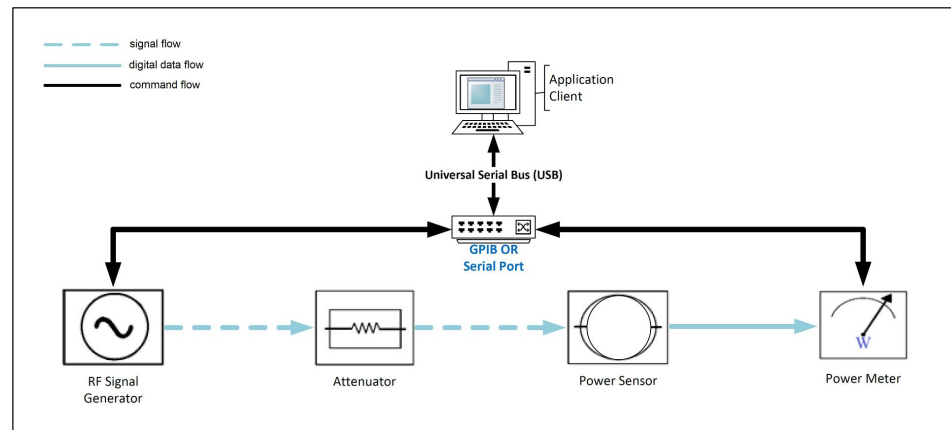 signal flow
digital data flow
command flow
Application
Client
Universal Serial Bus (USB)
GPIB OR
Serial Port
W
RF Signal
Generator
Attenuator
Power Sensor
Power Meter